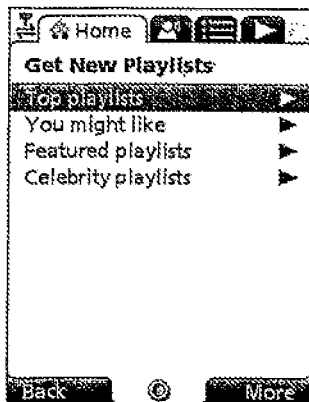 Home
Get New Playlists
Top playlists
You might like
Featured playlists
Celebrity playlists
Back More